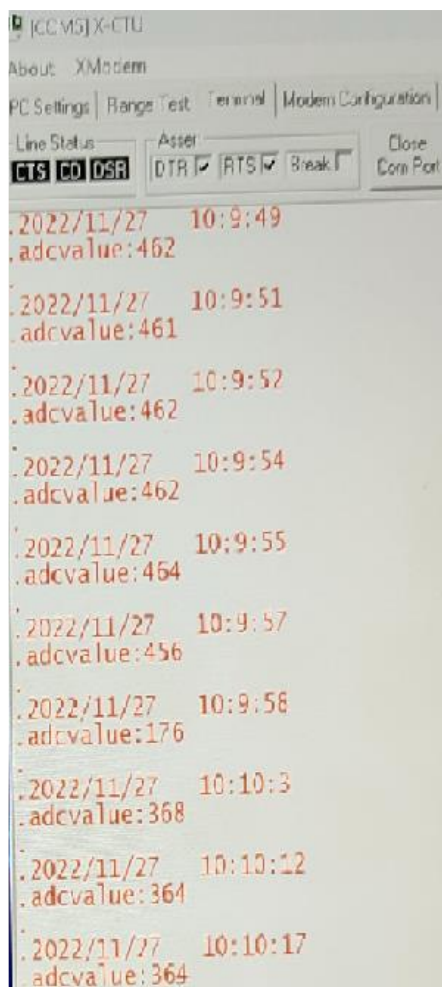 [COM5] X-CTU
About XModem
PC Settings Range Test Terminal Modem Configuration
Line Status Assert Close
CTS CD DSR DTR RTS Break Com Port
.2022/11/27 10:9:49
.adcvalue:462
.
.2022/11/27 10:9:51
.adcvalue:461
.
.2022/11/27 10:9:52
.adcvalue:462
.
.2022/11/27 10:9:54
.adcvalue:462
.
.2022/11/27 10:9:55
.adcvalue:464
.
.2022/11/27 10:9:57
.adcvalue:456
.
.2022/11/27 10:9:58
.adcvalue:176
.
.2022/11/27 10:10:3
.adcvalue:368
.
.2022/11/27 10:10:12
.adcvalue:364
.
.2022/11/27 10:10:17
.adcvalue:364